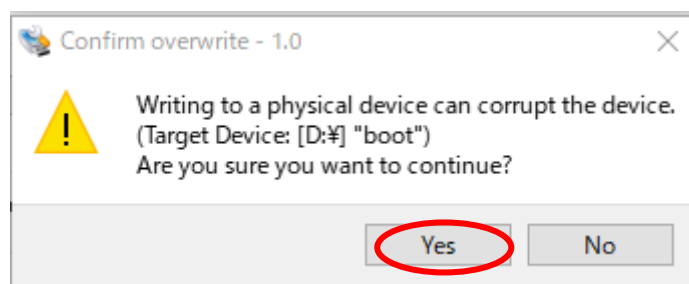 Confirm overwrite - 1.0
Writing to a physical device can corrupt the device.
(Target Device: [D:¥] "boot")
Are you sure you want to continue?
Yes
No